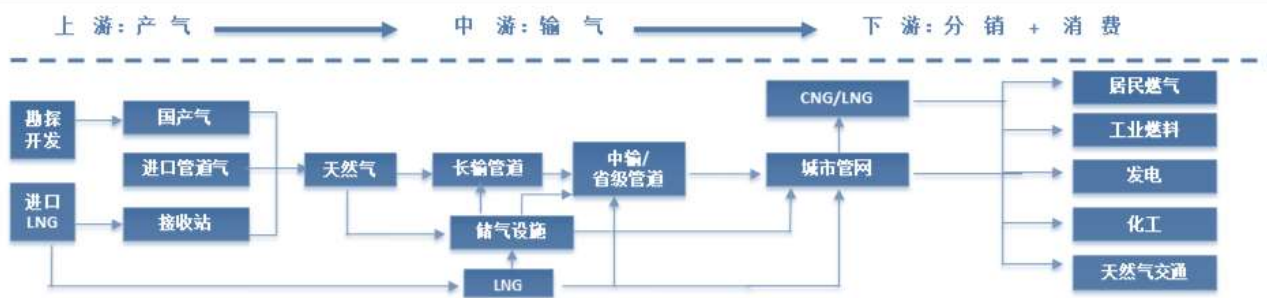 上 游：产 气
中 游：输 气
下 游：分 销 + 消 费
勘探
开发
国产气
进口管道气
进口
LNG
接收站
天然气
长输管道
储气设施
LNG
中输/
省级管道
CNG/LNG
城市管网
居民燃气
工业燃料
发电
化工
天然气交通